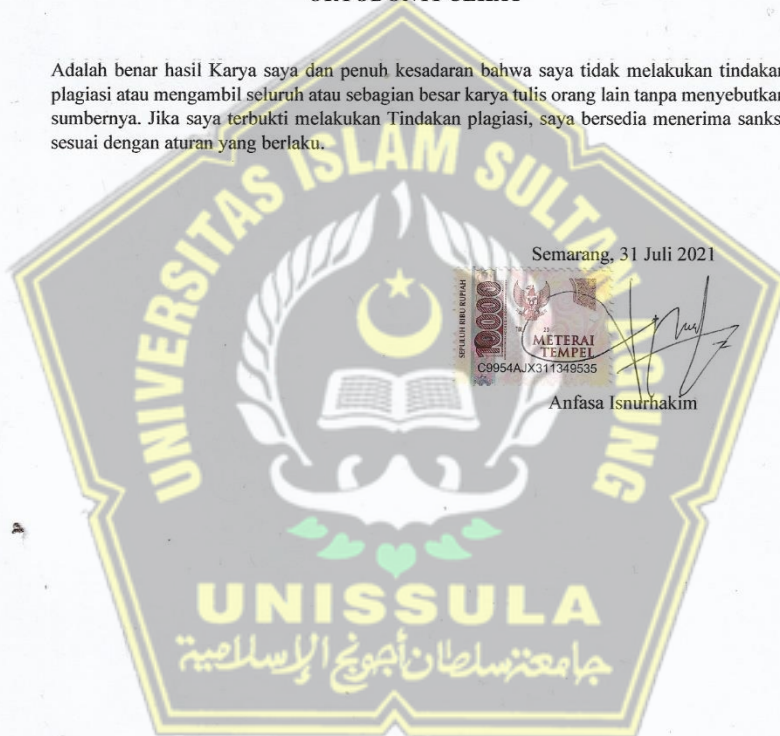 Adalah benar hasil Karya saya dan penuh kesadaran bahwa saya tidak melakukan tindakan
plagiasi atau mengambil seluruh atau sebagian besar karya tulis orang lain tanpa menyebutkan
sumbernya. Jika saya terbukti melakukan Tindakan plagiasi, saya bersedia menerima sanksi
sesuai dengan aturan yang berlaku.
UNIVERSITAS ISLAM SULTAN AGUNG
Semarang, 31 Juli 2021
SEPULUH RIBU RUPIAH
10000
METERAI
TEMPEL
C9954AJX311349535
Anfasa Isnurhakim
UNISSULA
جامعة سلطان أجونج الإسلامية